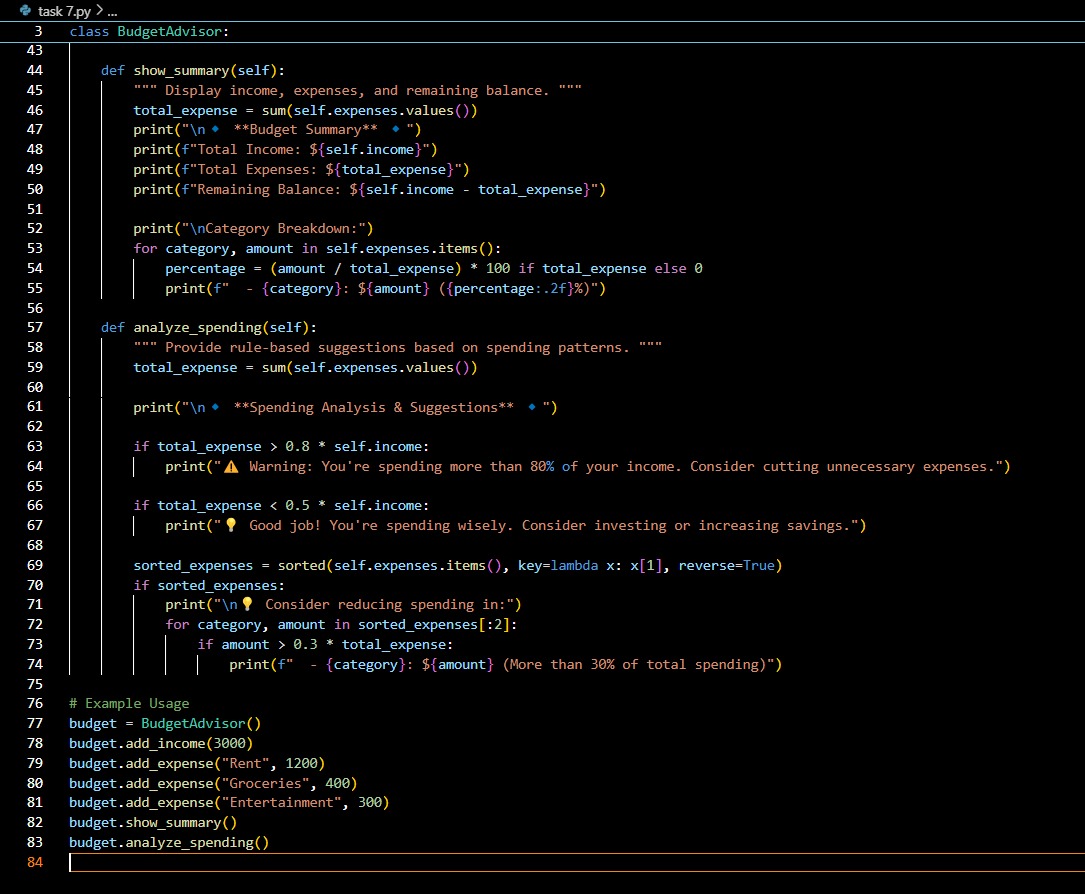 task 7.py > ...
3 class BudgetAdvisor:
43
44     def show_summary(self):
45         """ Display income, expenses, and remaining balance. """
46         total_expense = sum(self.expenses.values())
47         print("\n🔹 **Budget Summary** 🔹")
48         print(f"Total Income: ${self.income}")
49         print(f"Total Expenses: ${total_expense}")
50         print(f"Remaining Balance: ${self.income - total_expense}")
51
52         print("\nCategory Breakdown:")
53         for category, amount in self.expenses.items():
54             percentage = (amount / total_expense) * 100 if total_expense else 0
55             print(f"  - {category}: ${amount} ({percentage:.2f}%)")
56
57     def analyze_spending(self):
58         """ Provide rule-based suggestions based on spending patterns. """
59         total_expense = sum(self.expenses.values())
60
61         print("\n🔹 **Spending Analysis & Suggestions** 🔹")
62
63         if total_expense > 0.8 * self.income:
64             print("⚠️ Warning: You're spending more than 80% of your income. Consider cutting unnecessary expenses.")
65
66         if total_expense < 0.5 * self.income:
67             print("💡 Good job! You're spending wisely. Consider investing or increasing savings.")
68
69         sorted_expenses = sorted(self.expenses.items(), key=lambda x: x[1], reverse=True)
70         if sorted_expenses:
71             print("\n💡 Consider reducing spending in:")
72             for category, amount in sorted_expenses[:2]:
73                 if amount > 0.3 * total_expense:
74                     print(f"  - {category}: ${amount} (More than 30% of total spending)")
75
76 # Example Usage
77 budget = BudgetAdvisor()
78 budget.add_income(3000)
79 budget.add_expense("Rent", 1200)
80 budget.add_expense("Groceries", 400)
81 budget.add_expense("Entertainment", 300)
82 budget.show_summary()
83 budget.analyze_spending()
84